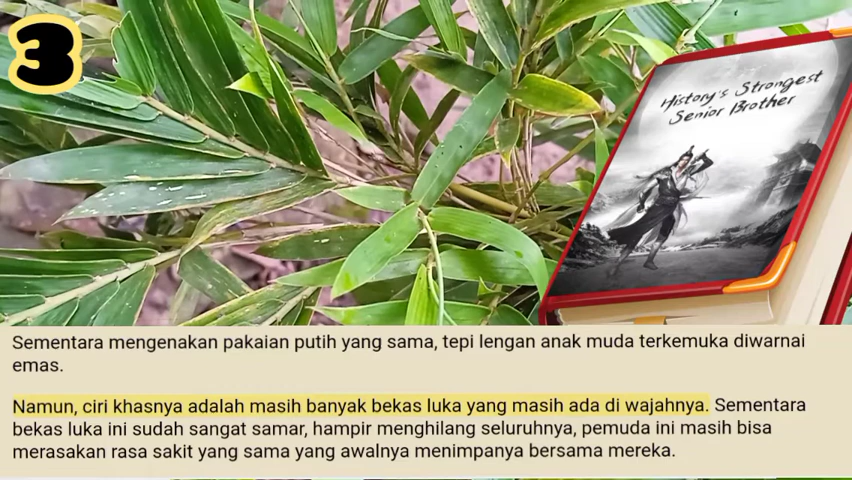 3
History's Strongest
Senior Brother
Sementara mengenakan pakaian putih yang sama, tepi lengan anak muda terkemuka diwarnai
emas.
Namun, ciri khasnya adalah masih banyak bekas luka yang masih ada di wajahnya. Sementara
bekas luka ini sudah sangat samar, hampir menghilang seluruhnya, pemuda ini masih bisa
merasakan rasa sakit yang sama yang awalnya menimpanya bersama mereka.